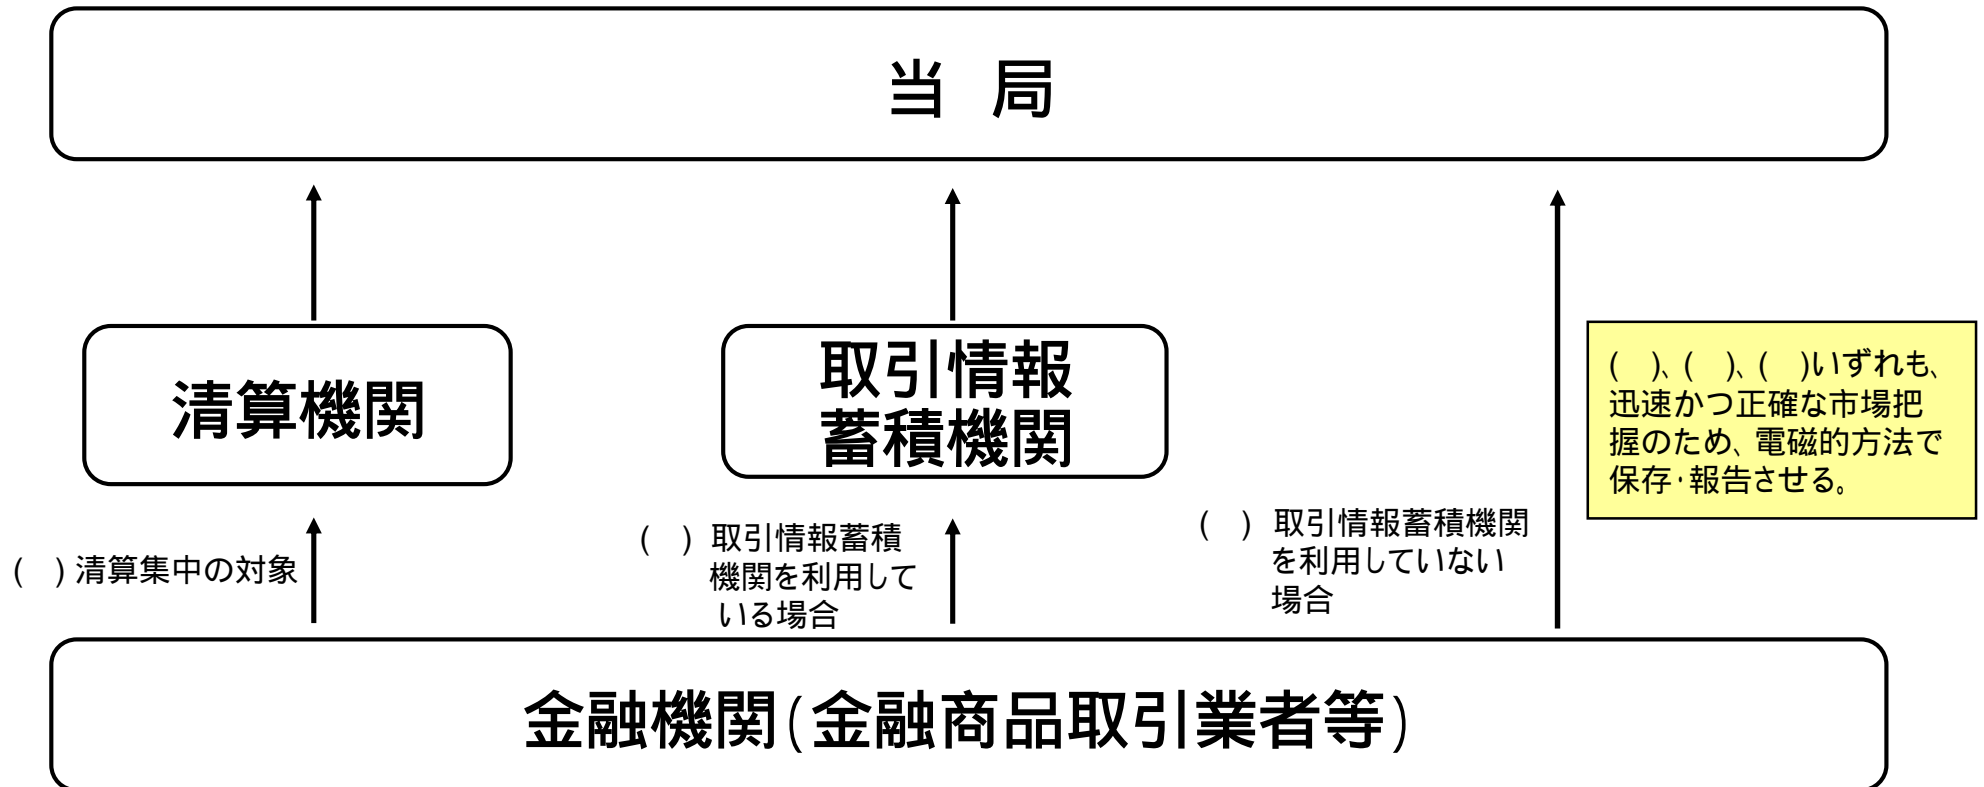 当 局
清算機関
取引情報
蓄積機関
( )、( )、( )いずれも、
迅速かつ正確な市場把
握のため、電磁的方法で
保存・報告させる。
( ) 清算集中の対象
( ) 取引情報蓄積
機関を利用して
いる場合
( ) 取引情報蓄積機関
を利用していない
場合
金融機関(金融商品取引業者等)